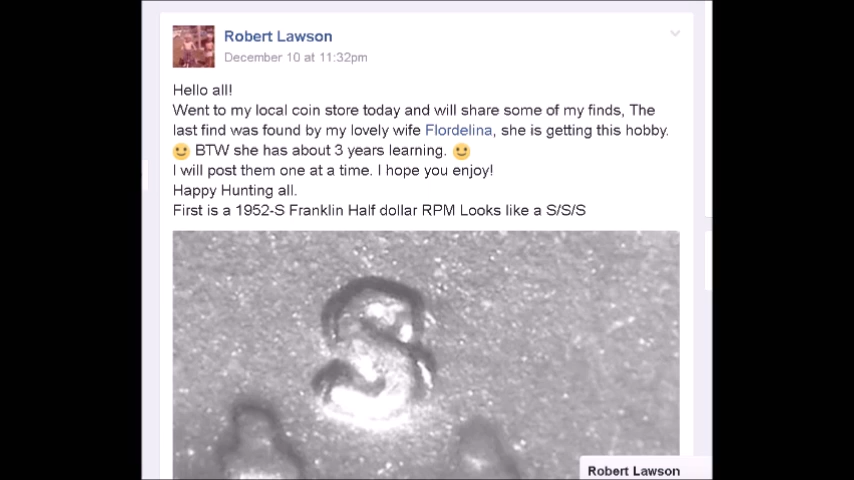 Robert Lawson
December 10 at 11:32pm
Hello all!
Went to my local coin store today and will share some of my finds, The
last find was found by my lovely wife Flordelina, she is getting this hobby.
🙂 BTW she has about 3 years learning. 🙂
I will post them one at a time. I hope you enjoy!
Happy Hunting all.
First is a 1952-S Franklin Half dollar RPM Looks like a S/S/S
S
Robert Lawson